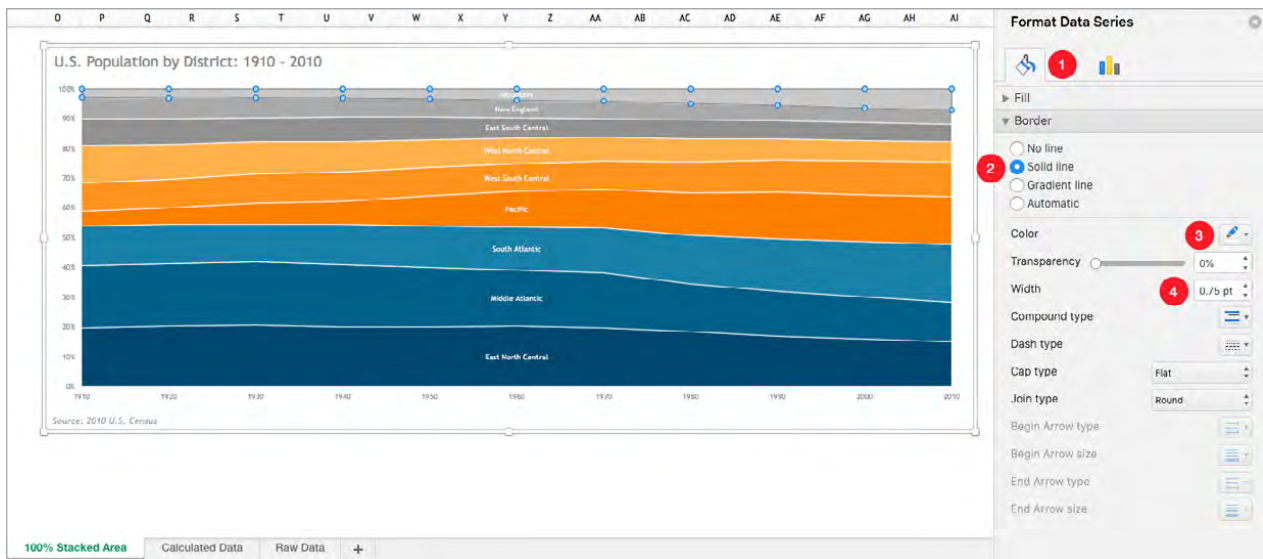 O P Q R S T U V W X Y Z AA AB AC AD AE AF AG AH AI
Format Data Series
U.S. Population by District: 1910 - 2010
1
Fill
Border
No line
2 Solid line
Gradient line
Automatic
Color 3
Transparency 0%
Width 4 0.75 pt
Compound type
Dash type
Cap type Flat
Join type Round
Begin Arrow type
Begin Arrow size
End Arrow type
End Arrow size
100%
90%
80%
70%
60%
50%
40%
30%
20%
10%
0%
Mountain
New England
East South Central
West North Central
West South Central
Pacific
South Atlantic
Middle Atlantic
East North Central
1910 1920 1930 1940 1950 1960 1970 1980 1990 2000 2010
Source: 2010 U.S. Census
100% Stacked Area Calculated Data Raw Data +